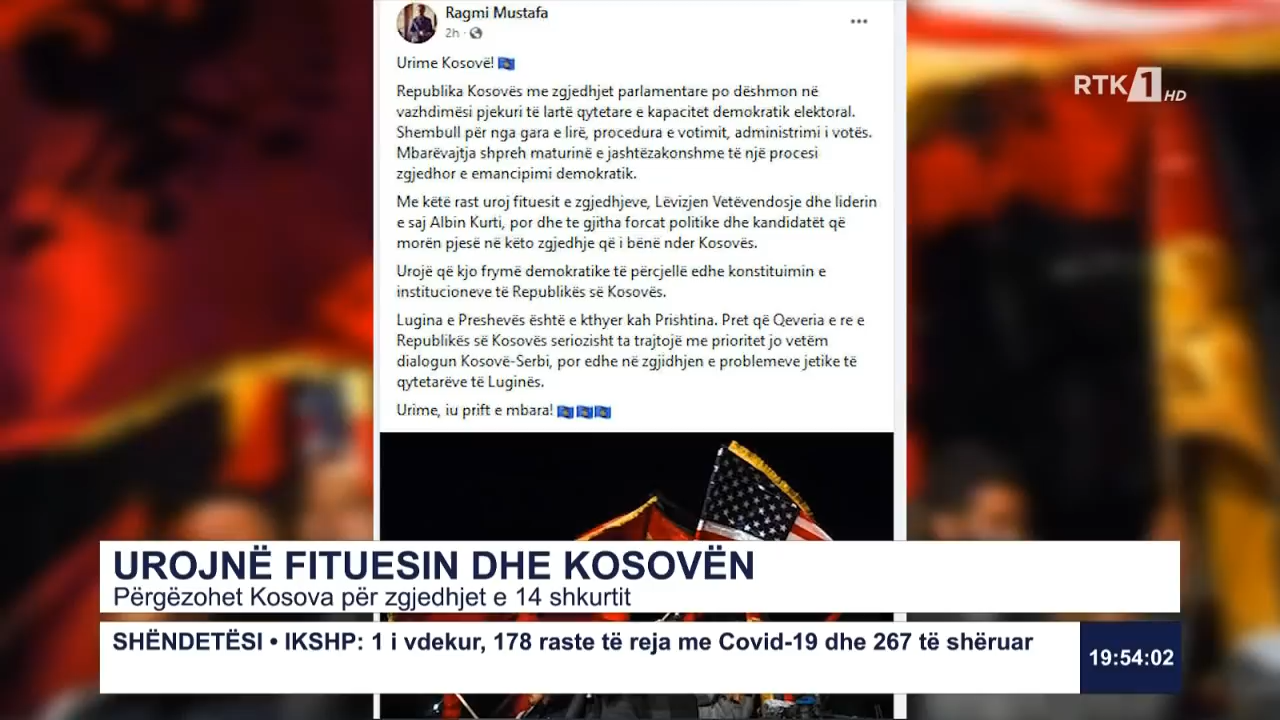 Ragmi Mustafa
2h ·
Urime Kosovë!
Republika Kosovës me zgjedhjet parlamentare po dëshmon në
vazhdimësi pjekuri të lartë qytetare e kapacitet demokratik elektoral.
Shembull për nga gara e lirë, procedura e votimit, administrimi i votës.
Mbarëvajtja shpreh maturinë e jashtëzakonshme të një procesi
zgjedhor e emancipimi demokratik.
Me këtë rast uroj fituesit e zgjedhjeve, Lëvizjen Vetëvendosje dhe liderin
e saj Albin Kurti, por dhe te gjitha forcat politike dhe kandidatët që
morën pjesë në këto zgjedhje që i bënë nder Kosovës.
Urojë që kjo frymë demokratike të përcjellë edhe konstituimin e
institucioneve të Republikës së Kosovës.
Lugina e Preshevës është e kthyer kah Prishtina. Pret që Qeveria e re e
Republikës së Kosovës seriozisht ta trajtojë me prioritet jo vetëm
dialogun Kosovë-Serbi, por edhe në zgjidhjen e problemeve jetike të
qytetarëve të Luginës.
Urime, iu prift e mbara!
RTK1 HD
UROJNË FITUESIN DHE KOSOVËN
Përgëzohet Kosova për zgjedhjet e 14 shkurtit
SHËNDETËSI • IKSHP: 1 i vdekur, 178 raste të reja me Covid-19 dhe 267 të shëruar
19:54:02